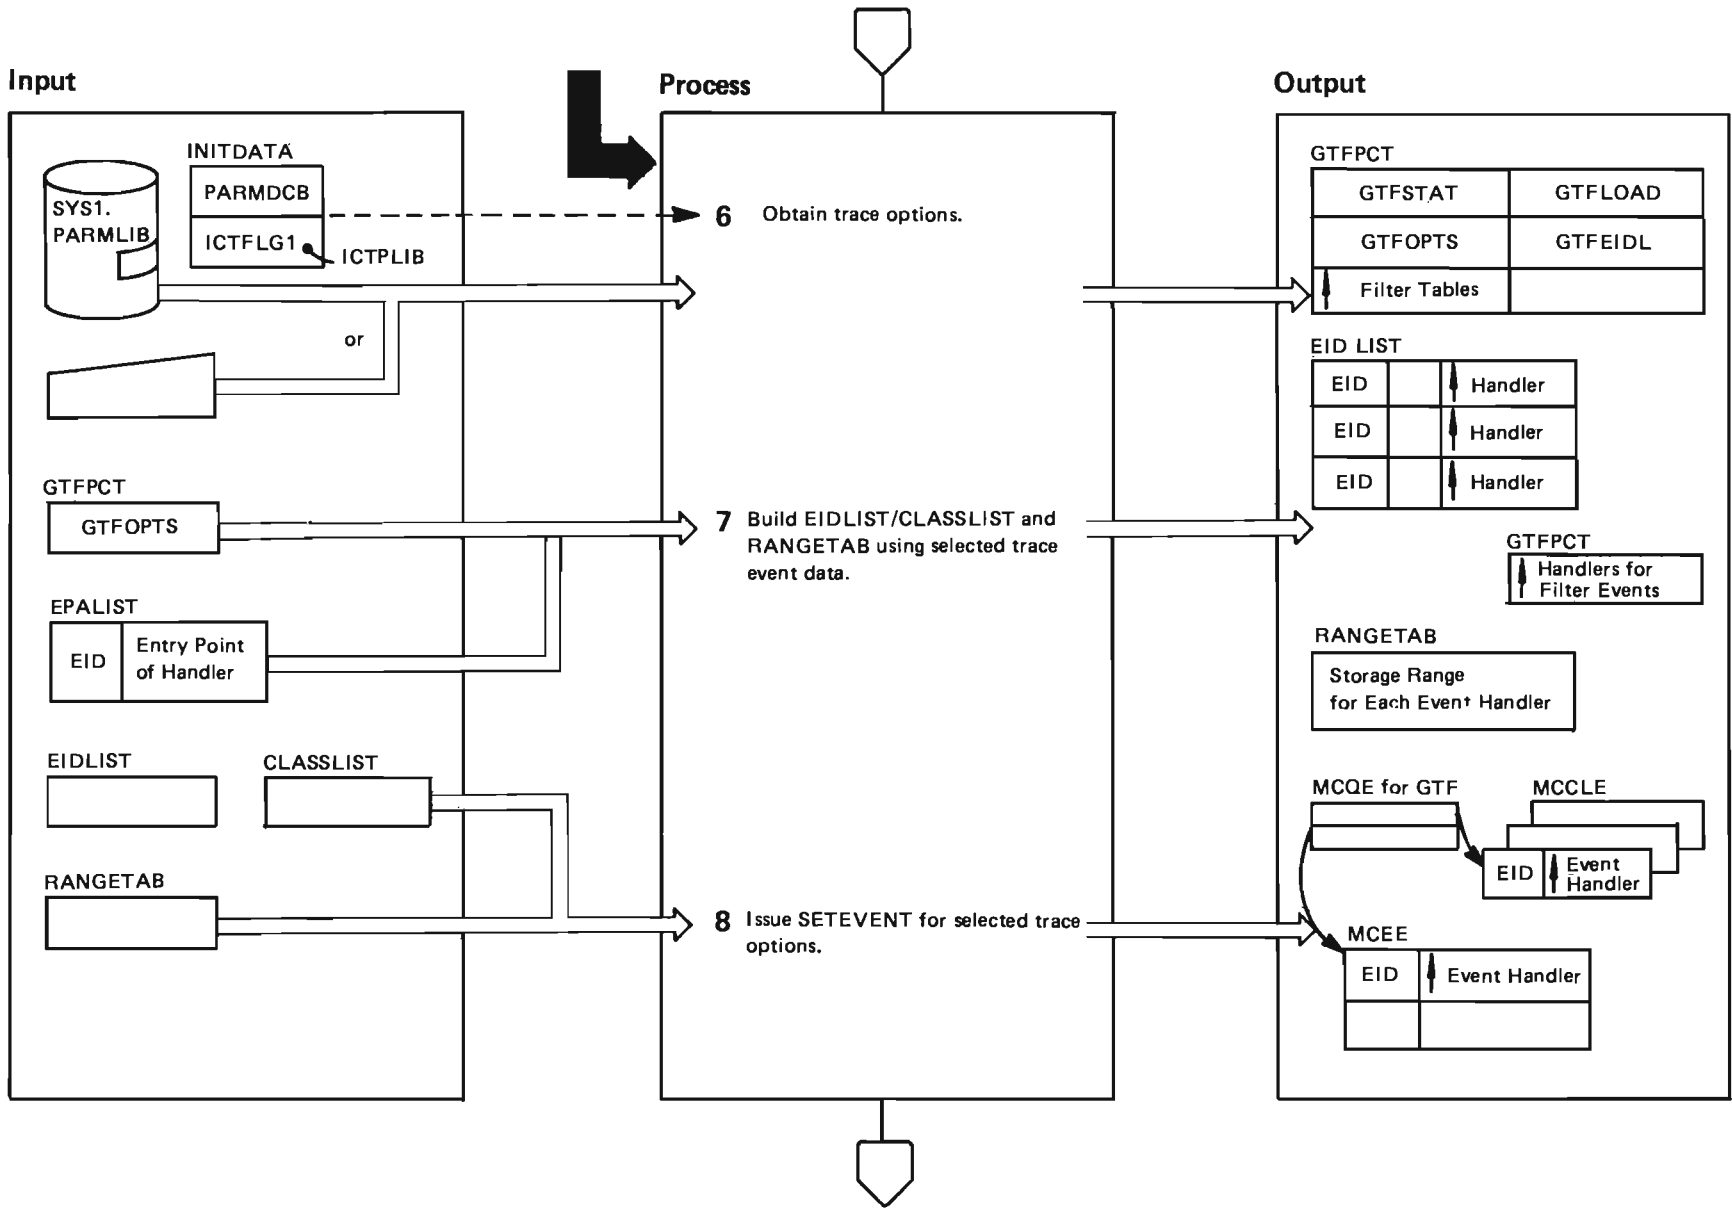 Input
INITDATA
PARMDCB
ICTFLG1
ICTPLIB
SYS1.
PARMLIB
or
GTFPCT
GTFOPTS
EPALIST
EID
Entry Point
of Handler
EIDLIST
CLASSLIST
RANGETAB
Process
6 Obtain trace options.
7 Build EIDLIST/CLASSLIST and
RANGETAB using selected trace
event data.
8 Issue SETEVENT for selected trace
options.
Output
GTFPCT
GTFSTAT
GTFLOAD
GTFOPTS
GTFEIDL
Filter Tables
EID LIST
EID
Handler
EID
Handler
EID
Handler
GTFPCT
Handlers for
Filter Events
RANGETAB
Storage Range
for Each Event Handler
MCQE for GTF
MCCLE
EID
Event
Handler
MCEE
EID
Event Handler